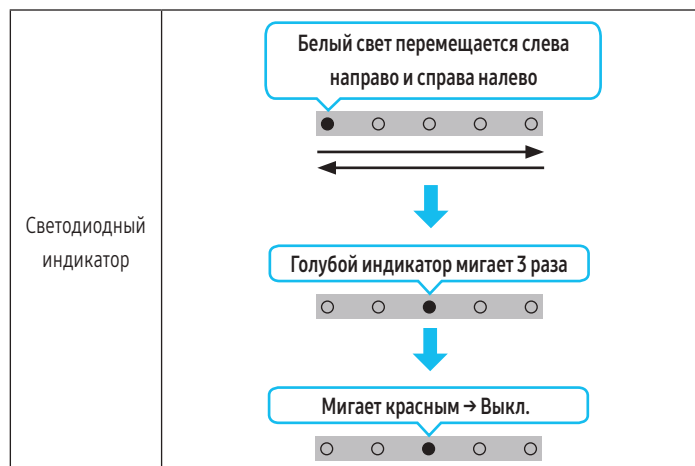 Белый свет перемещается слева
направо и справа налево
Светодиодный
индикатор
Голубой индикатор мигает 3 раза
Мигает красным → Выкл.